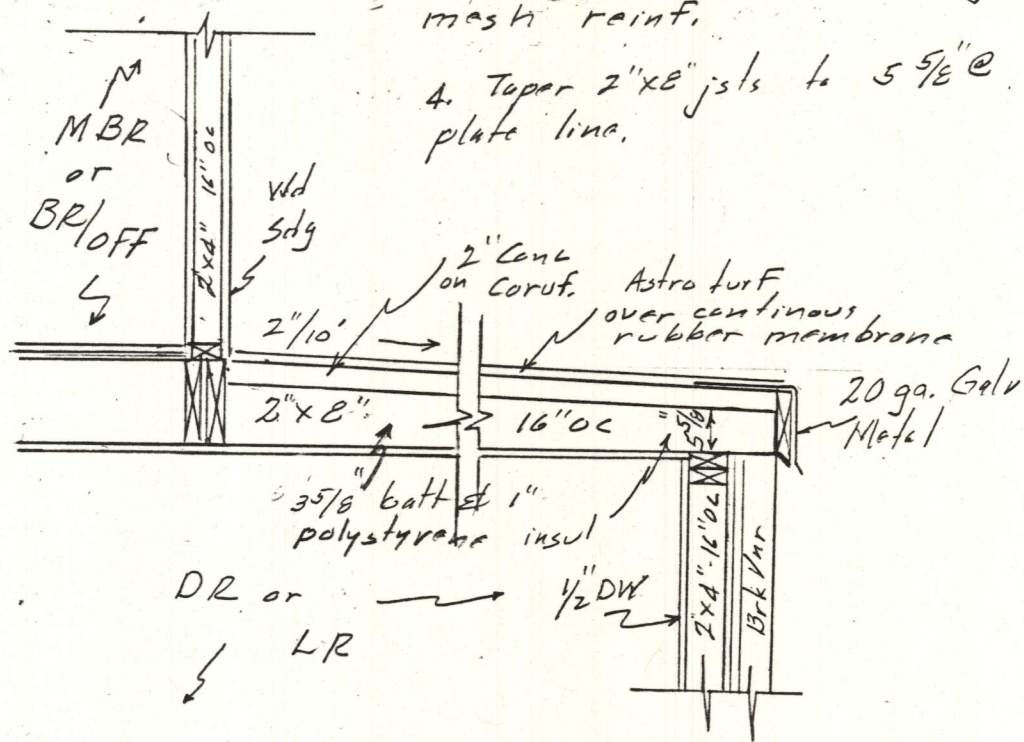 mesh reinf.
4. Taper 2"x8" jsts to 5 5/8" @
plate line.
MBR
or
BR/OFF
2"x4" 16" oc
wd
sdg
2" Conc
on Coruf.
Astro turf
over continous
rubber membrane
2"/10'
20 ga. Galv
Metal
2" x 8"
16" oc
5 5/8"
3 5/8" batt & 1"
polystyrene insul
DR or
LR
1/2" DW
2"x4"-16"oc
Brk Vnr